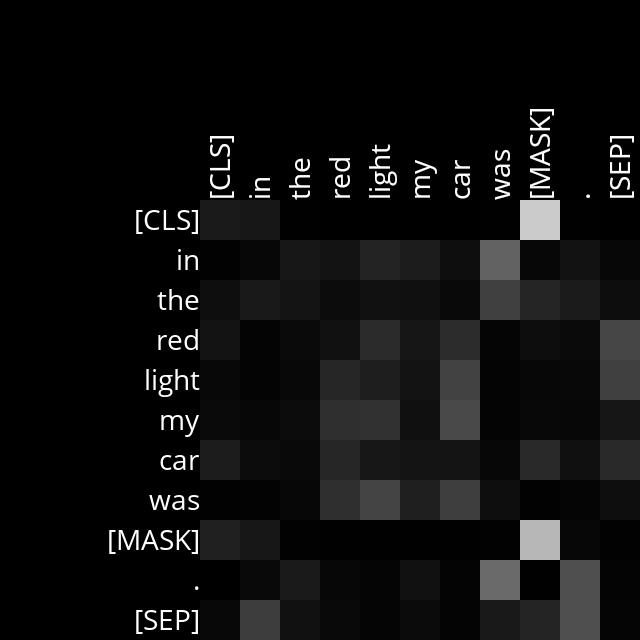 [CLS] in the red light my car was [MASK] . [SEP]
[CLS]
in
the
red
light
my
car
was
[MASK]
.
[SEP]